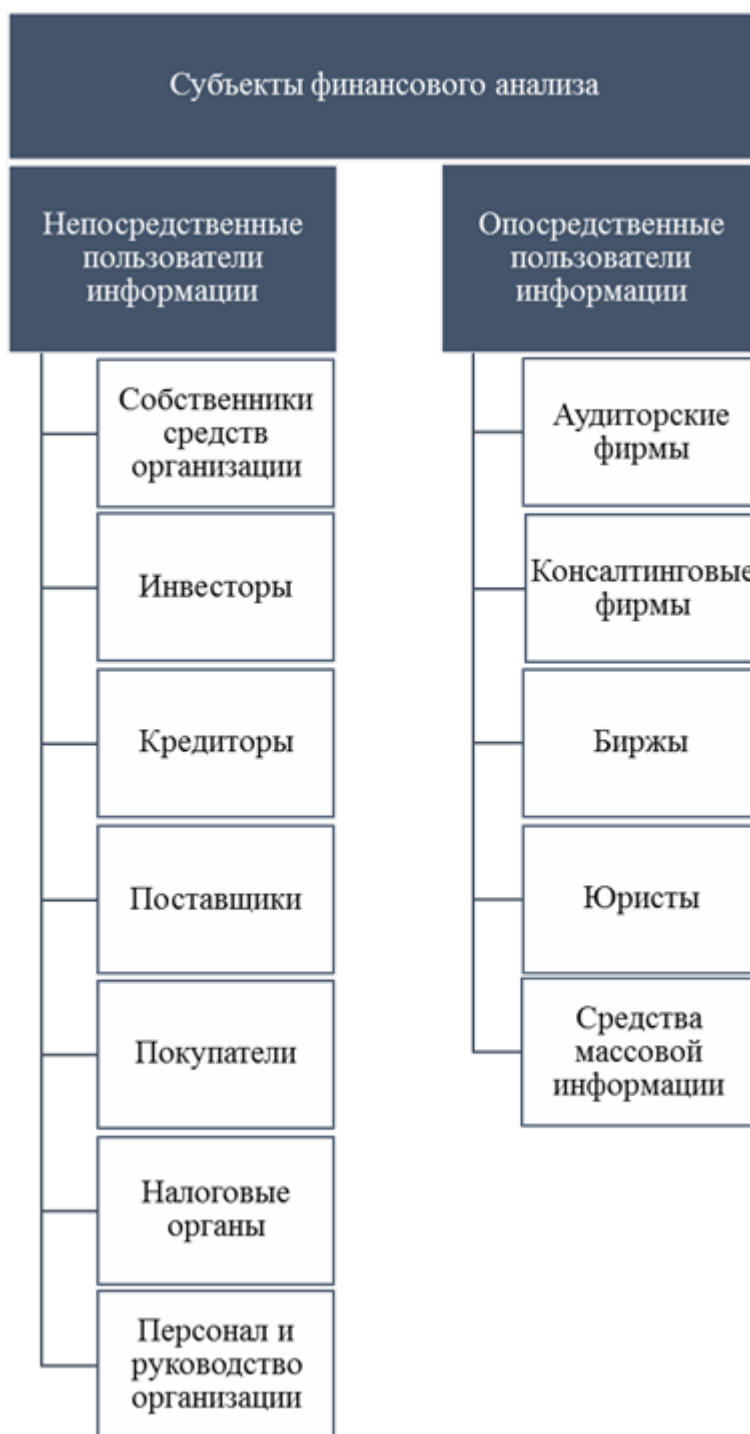 Субъекты финансового анализа
Непосредственные
пользователи
информации
Собственники
средств
организации
Инвесторы
Кредиторы
Поставщики
Покупатели
Налоговые
органы
Персонал и
руководство
организации
Опосредственные
пользователи
информации
Аудиторские
фирмы
Консалтинговые
фирмы
Биржы
Юристы
Средства
массовой
информации